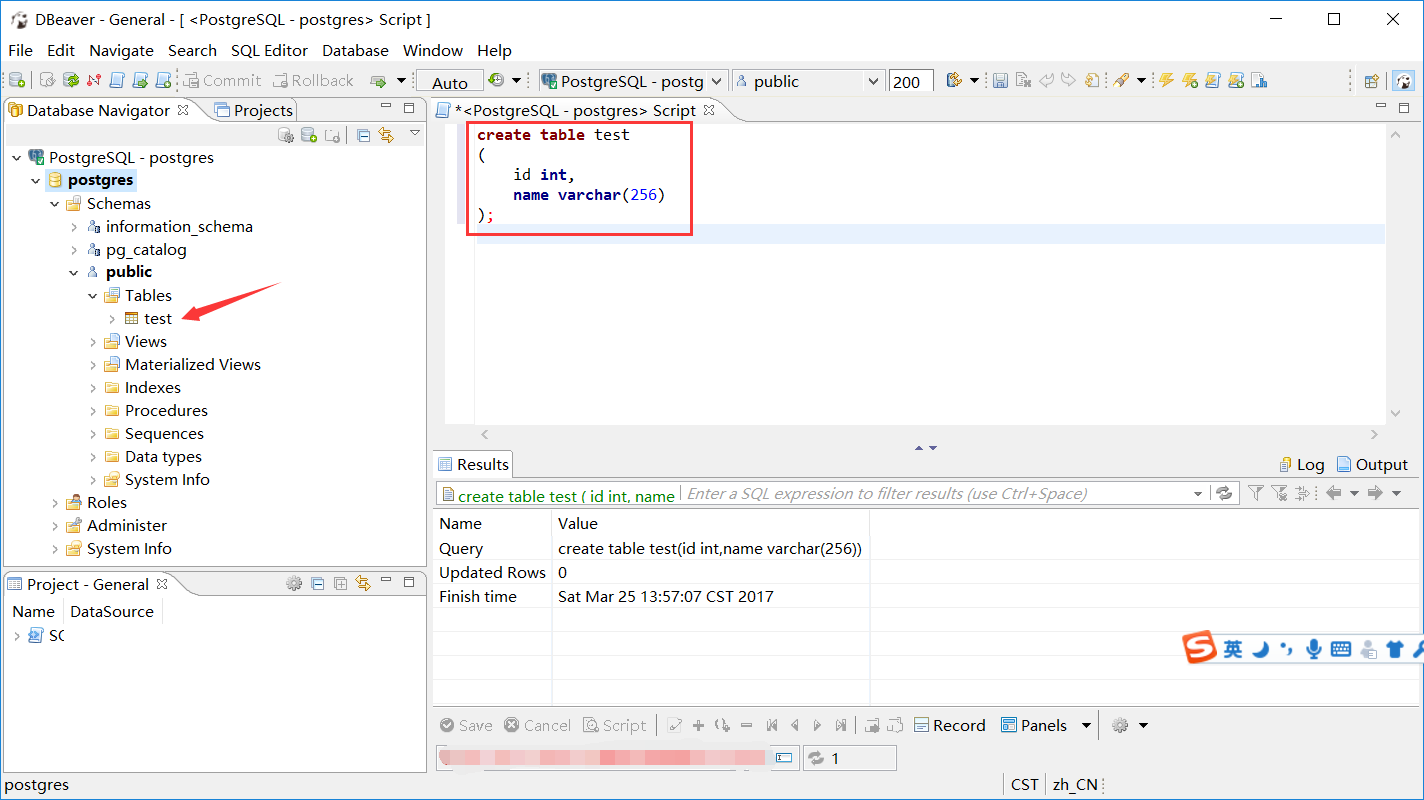 DBeaver - General - [ <PostgreSQL - postgres> Script ]
File Edit Navigate Search SQL Editor Database Window Help
Commit Rollback Auto PostgreSQL - postg public 200
Database Navigator Projects
*<PostgreSQL - postgres> Script
PostgreSQL - postgres
postgres
Schemas
information_schema
pg_catalog
public
Tables
test
Views
Materialized Views
Indexes
Procedures
Sequences
Data types
System Info
Roles
Administer
System Info
create table test
(
id int,
name varchar(256)
);
Results Log Output
create table test ( id int, name Enter a SQL expression to filter results (use Ctrl+Space)
Name Value
Query create table test(id int,name varchar(256))
Updated Rows 0
Finish time Sat Mar 25 13:57:07 CST 2017
Project - General
Name DataSource
SC
S 英
Save Cancel Script Record Panels
1
postgres CST zh_CN